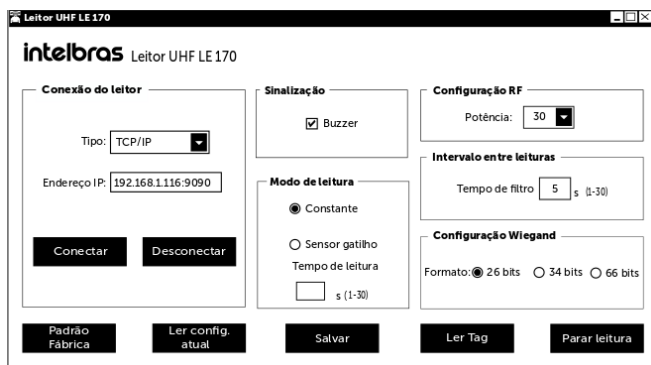 Leitor UHF LE 170
intelbras Leitor UHF LE 170
Conexão do leitor
Tipo: TCP/IP
Endereço IP: 192.168.1.116:9090
Conectar
Desconectar
Sinalização
Buzzer
Modo de leitura
Constante
Sensor gatilho
Tempo de leitura
s (1-30)
Configuração RF
Potência: 30
Intervalo entre leituras
Tempo de filtro 5 s (1-30)
Configuração Wiegand
Formato: 26 bits 34 bits 66 bits
Padrão
Fábrica
Ler config.
atual
Salvar
Ler Tag
Parar leitura